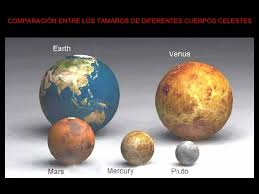 COMPARACIÓN ENTRE LOS TAMAÑOS DE DIFERENTES CUERPOS CELESTES
Earth
Venus
Mars
Mercury
Pluto